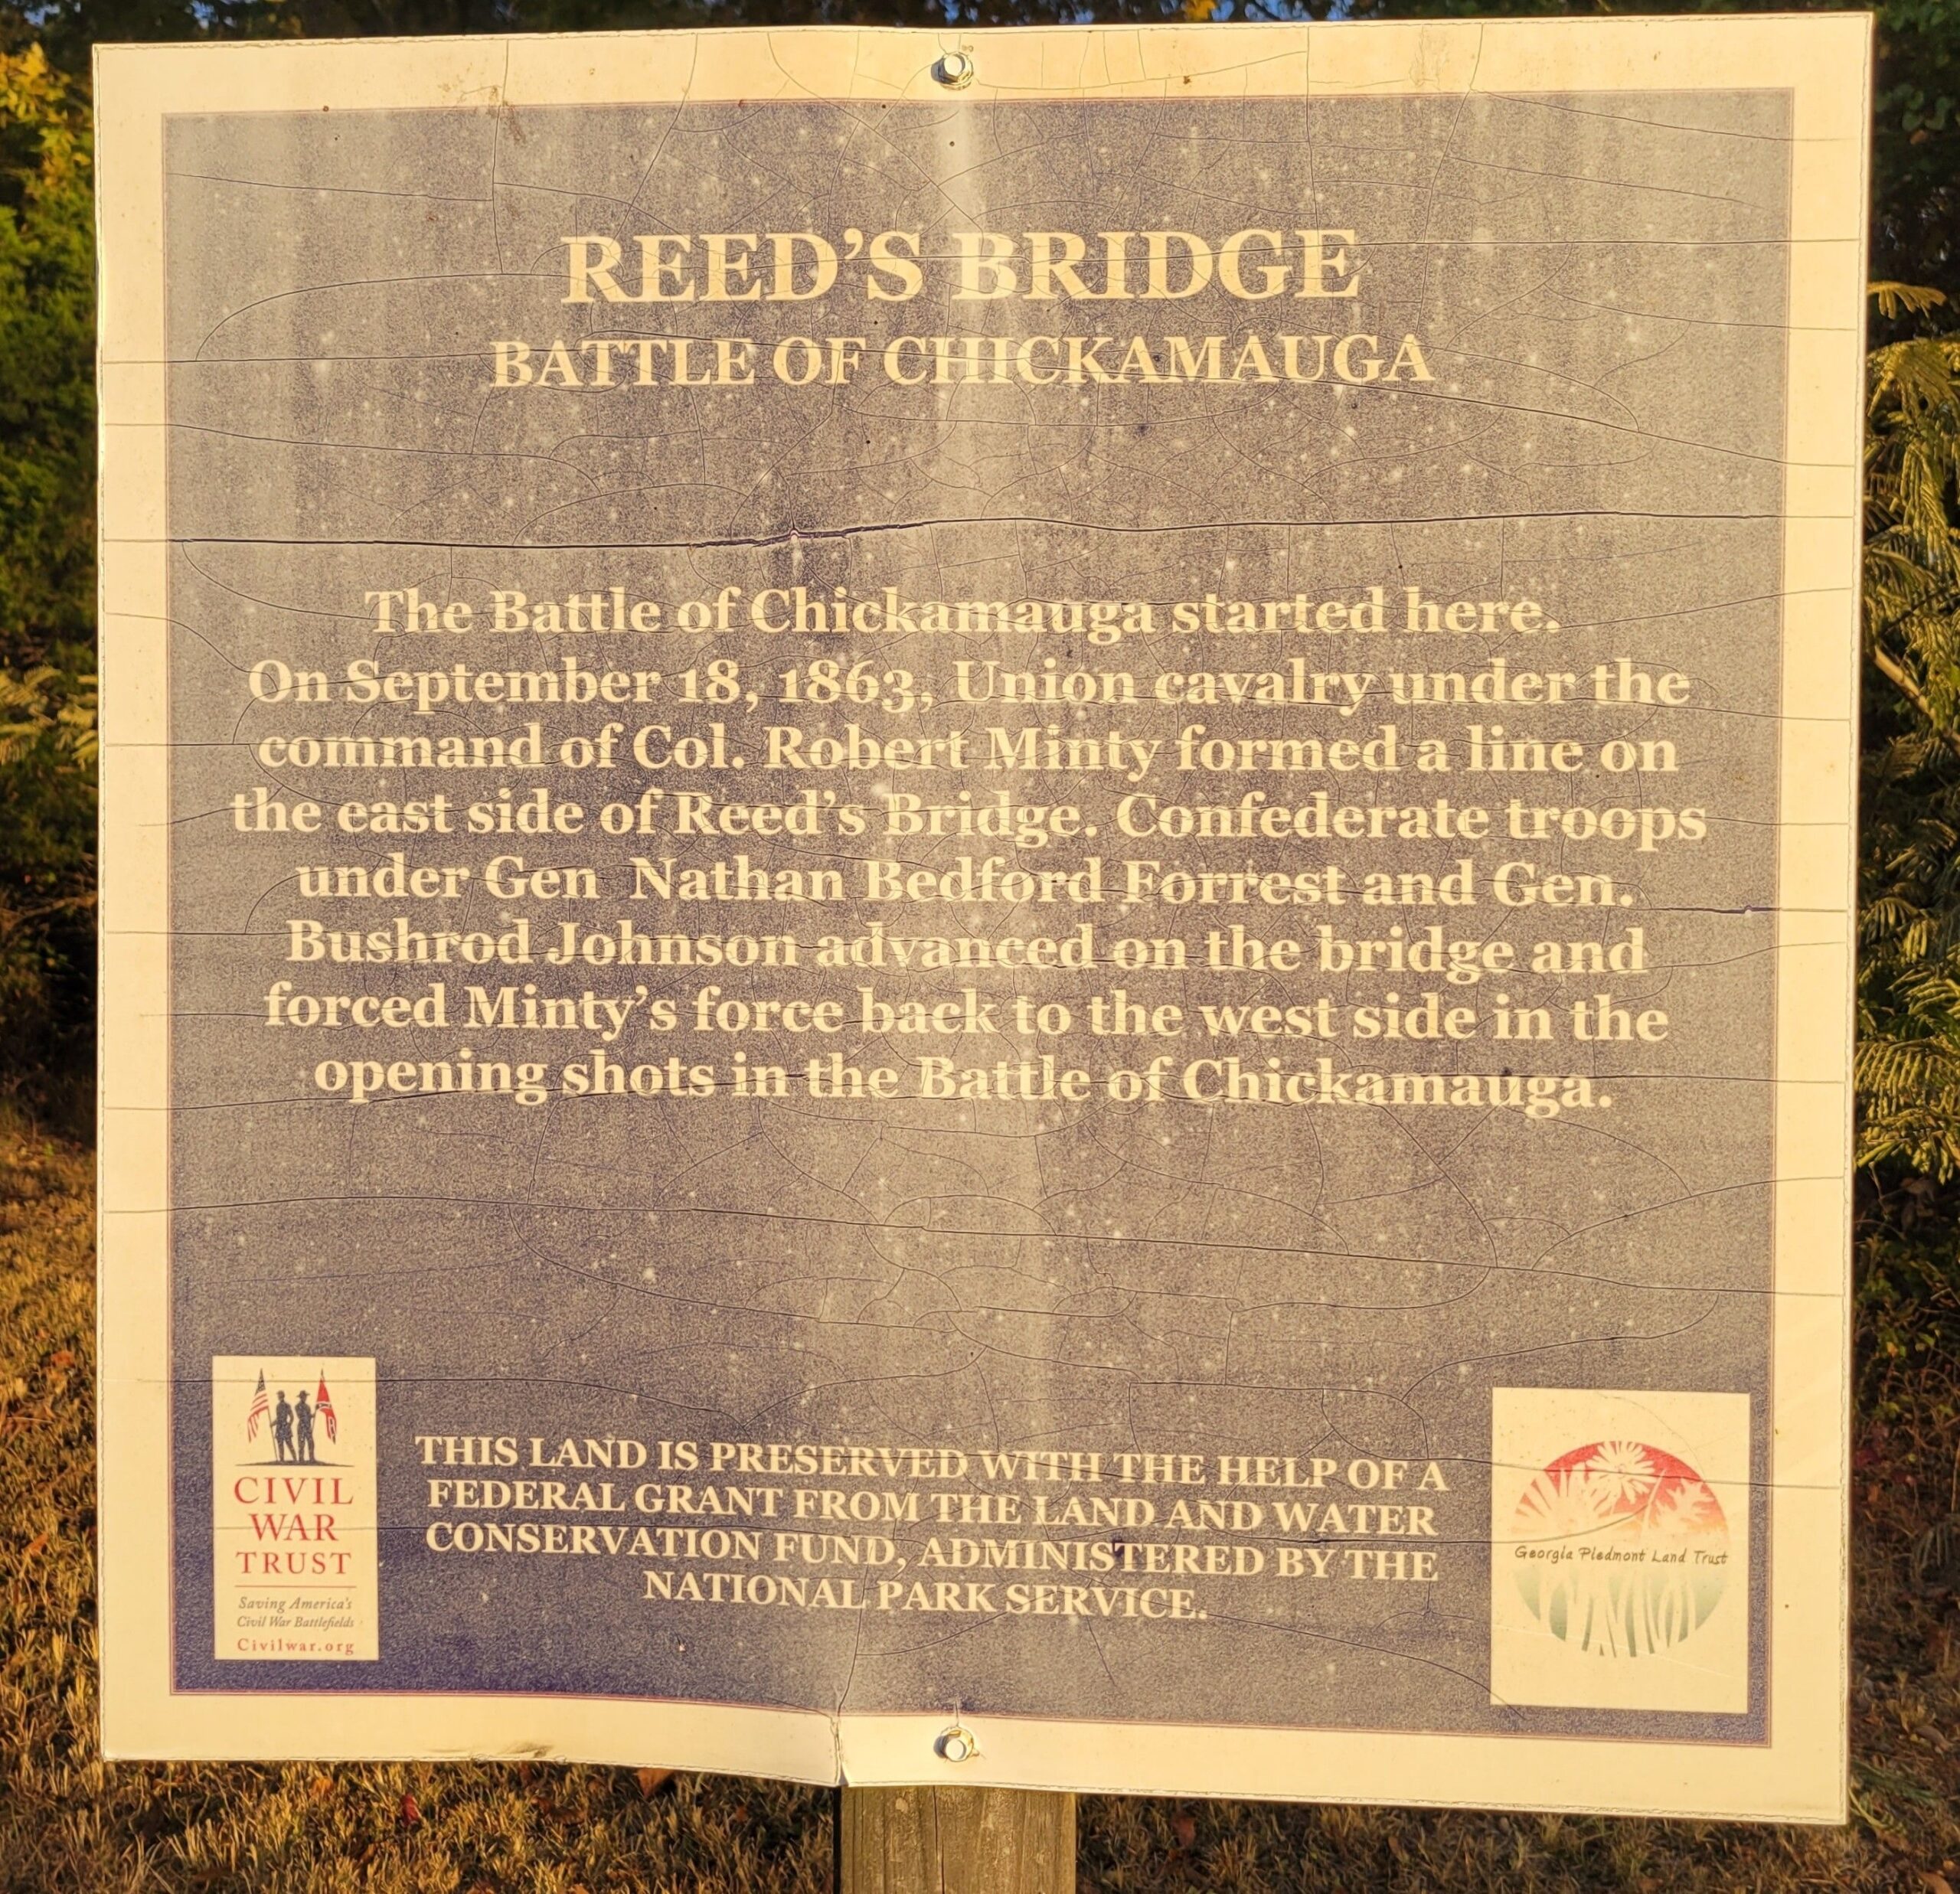 REED'S BRIDGE
BATTLE OF CHICKAMAUGA
The Battle of Chickamauga started here.
On September 18, 1863, Union cavalry under the
command of Col. Robert Minty formed a line on
the east side of Reed's Bridge. Confederate troops
under Gen Nathan Bedford Forrest and Gen.
Bushrod Johnson advanced on the bridge and
forced Minty's force back to the west side in the
opening shots in the Battle of Chickamauga.
CIVIL
WAR
TRUST
Saving America's
Civil War Battlefields
Civilwar.org
THIS LAND IS PRESERVED WITH THE HELP OF A
FEDERAL GRANT FROM THE LAND AND WATER
CONSERVATION FUND, ADMINISTERED BY THE
NATIONAL PARK SERVICE.
Georgia Piedmont Land Trust